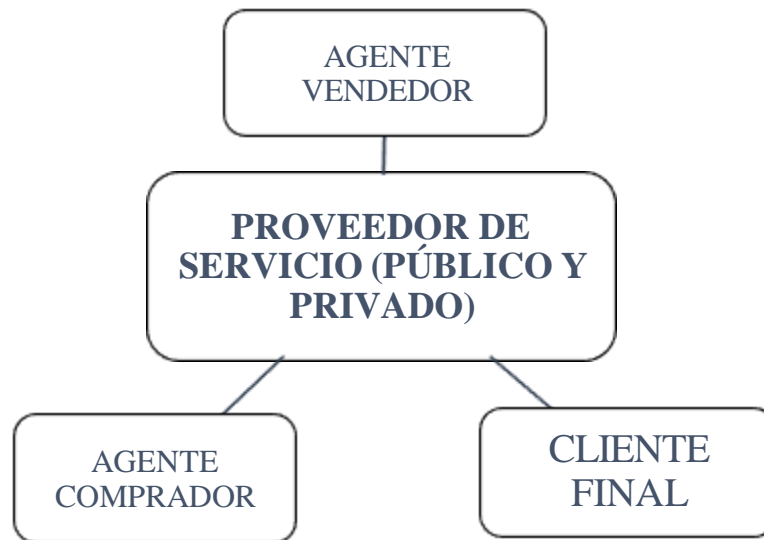 AGENTE
VENDEDOR
PROVEEDOR DE
SERVICIO (PÚBLICO Y
PRIVADO)
AGENTE
COMPRADOR
CLIENTE
FINAL